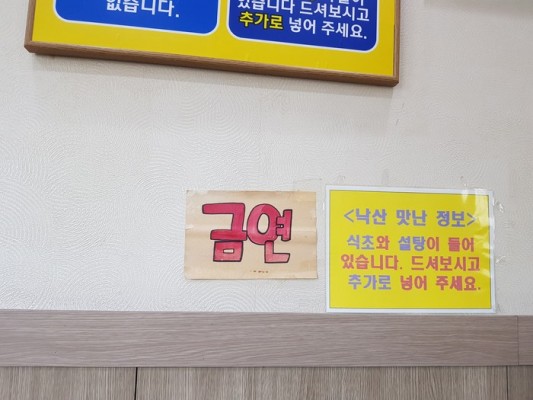 없습니다.
있습니다 드셔보시고
추가로 넣어 주세요.
금연
<낙산 맛난 정보>
식초와 설탕이 들어
있습니다. 드셔보시고
추가로 넣어 주세요.